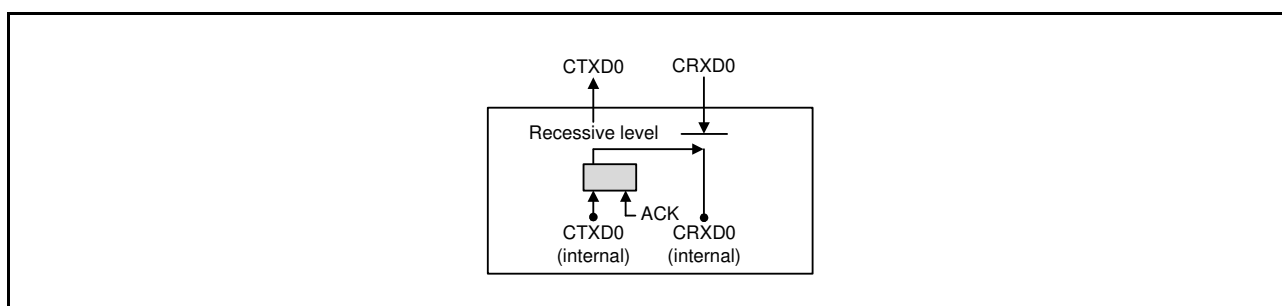 CTXD0
CRXD0
Recessive level
ACK
CTXD0
(internal)
CRXD0
(internal)